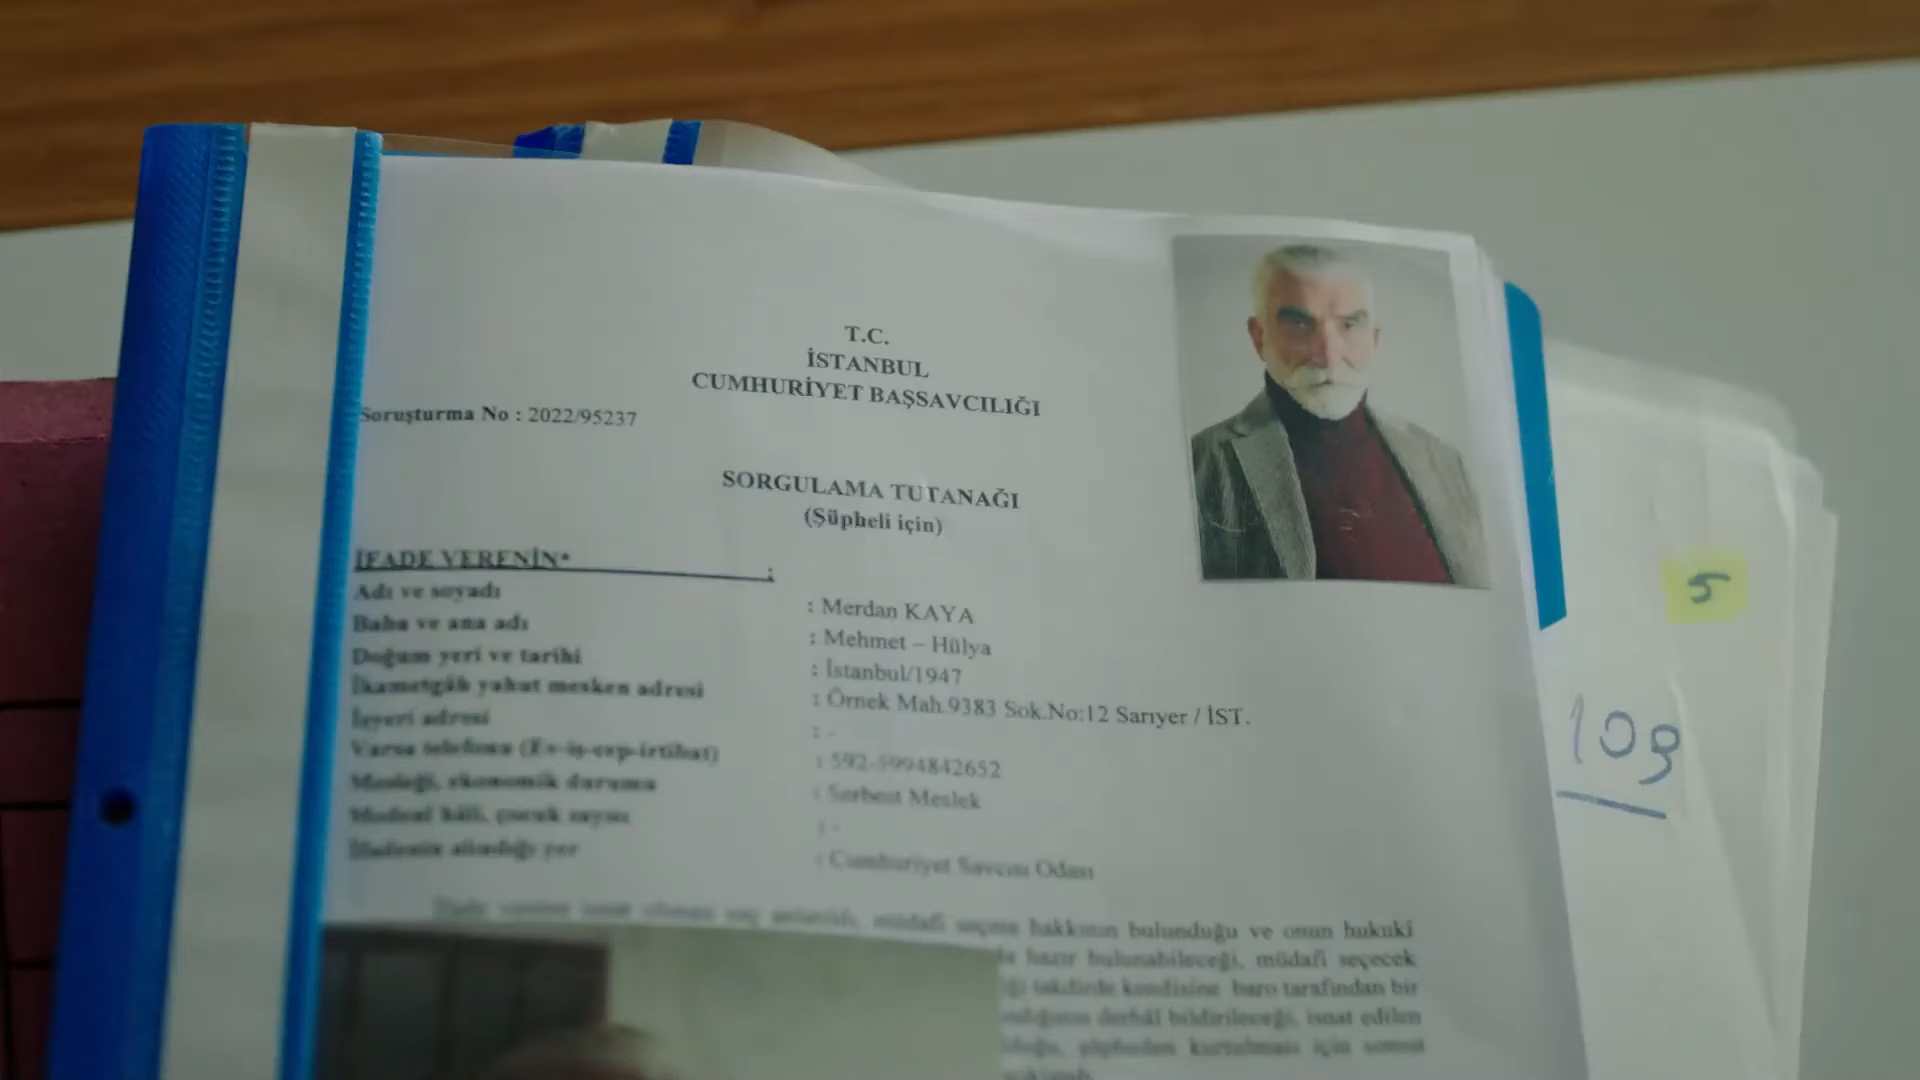 T.C.
İSTANBUL
CUMHURİYET BAŞSAVCILIĞI
Soruşturma No : 2022/95237
SORGULAMA TUTANAĞI
(Şüpheli için)
İFADE VERENİN* :
Adı ve soyadı : Merdan KAYA
Baba ve ana adı : Mehmet – Hülya
Doğum yeri ve tarihi : İstanbul/1947
İkametgâh yahut mesken adresi : Örnek Mah.9383 Sok.No:12 Sarıyer / İST.
İşyeri adresi : -
Varsa telefonu (Ev-iş-cep-irtibat) : 592-5994842652
Mesleği, ekonomik durumu : Serbest Meslek
Medeni hâli, çocuk sayısı : -
İfadenin alındığı yer : Cumhuriyet Savcısı Odası
müdafi seçme hakkının bulunduğu ve onun hukukî
hazır bulunabileceği, müdafi seçecek
takdirde kendisine baro tarafından bir
derhâl bildirileceği, isnat edilen
şüpheden kurtulması için somut
5
109